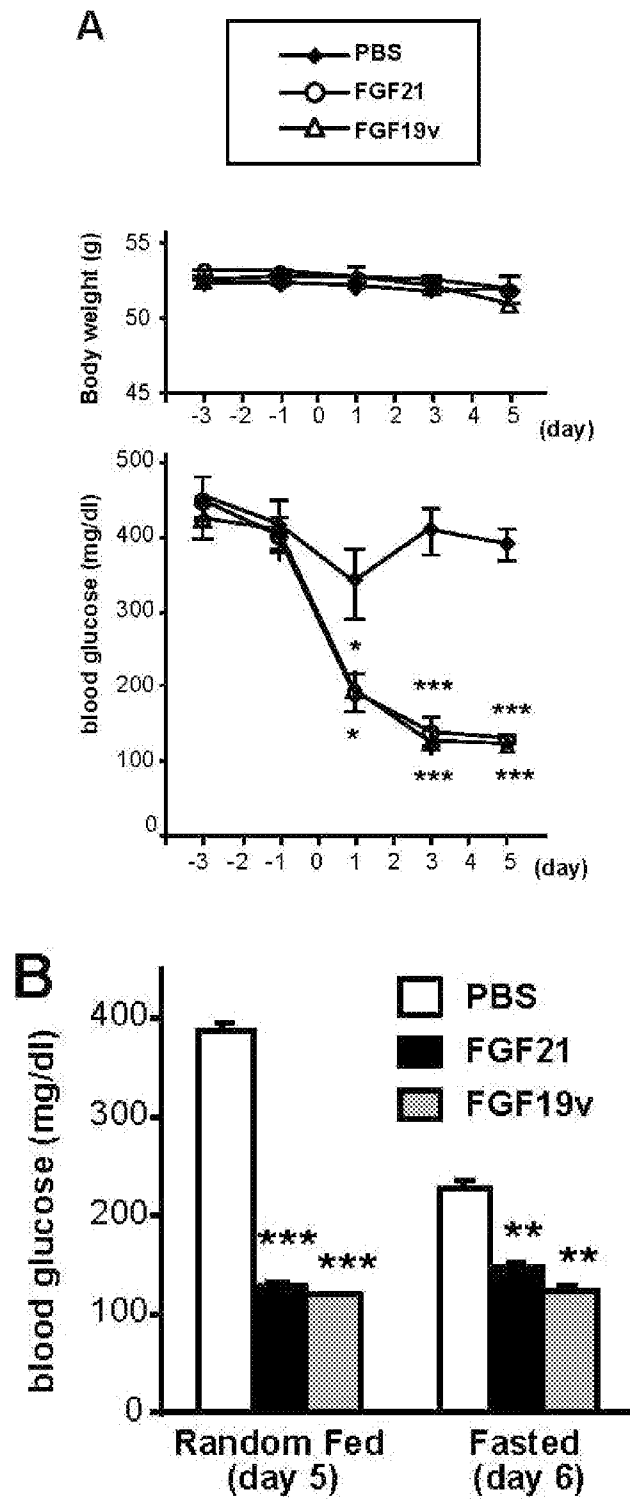 A
PBS
FGF21
FGF19v
Body weight (g)
55
50
45
-3 -2 -1 0 1 2 3 4 5 (day)
blood glucose (mg/dl)
500
400
300
200
100
0
*
*
***
***
***
***
-3 -2 -1 0 1 2 3 4 5 (day)
B
blood glucose (mg/dl)
400
300
200
100
0
PBS
FGF21
FGF19v
***
***
**
**
Random Fed
(day 5)
Fasted
(day 6)